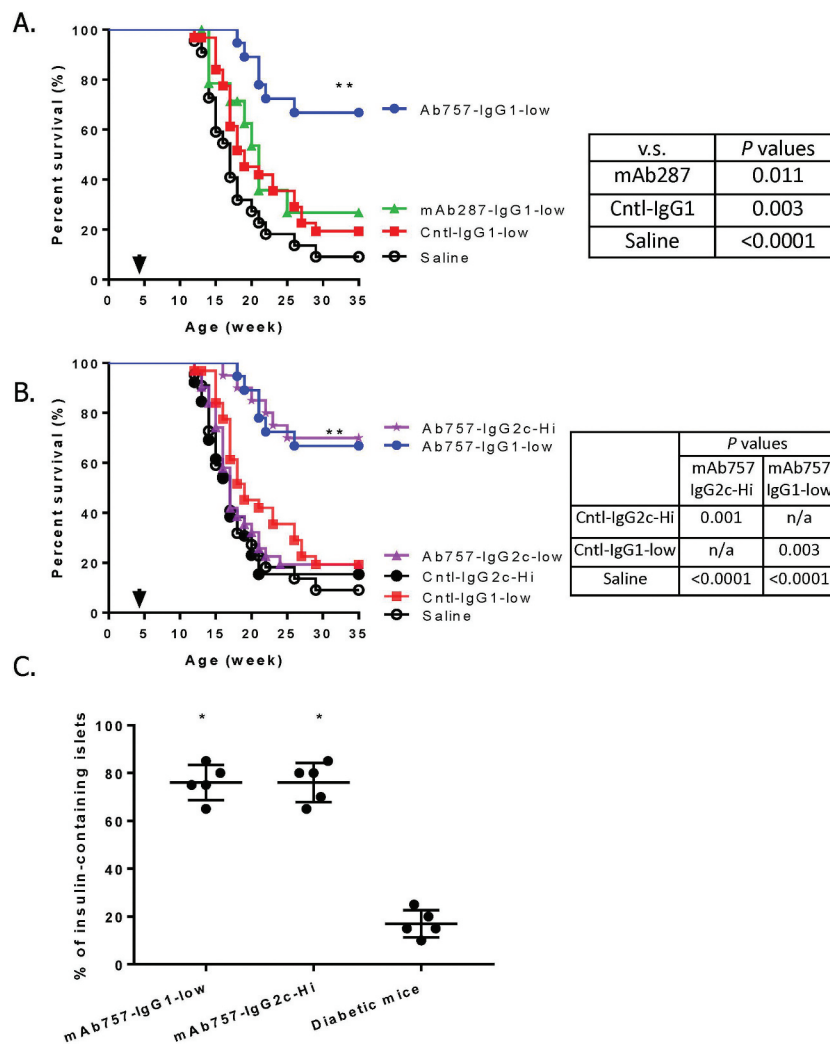 A.
Percent survival (%)
100
80
60
40
20
0
0 5 10 15 20 25 30 35
Age (week)
**
Ab757-IgG1-low
mAb287-IgG1-low
Cntl-IgG1-low
Saline
v.s. P values
mAb287 0.011
Cntl-IgG1 0.003
Saline <0.0001
B.
Percent survival (%)
100
80
60
40
20
0
0 5 10 15 20 25 30 35
Age (week)
**
Ab757-IgG2c-Hi
Ab757-IgG1-low
Ab757-IgG2c-low
Cntl-IgG2c-Hi
Cntl-IgG1-low
Saline
P values
mAb757 mAb757
IgG2c-Hi IgG1-low
Cntl-IgG2c-Hi 0.001 n/a
Cntl-IgG1-low n/a 0.003
Saline <0.0001 <0.0001
C.
% of insulin-containing islets
100
80
60
40
20
0
* *
mAb757-IgG1-low
mAb757-IgG2c-Hi
Diabetic mice